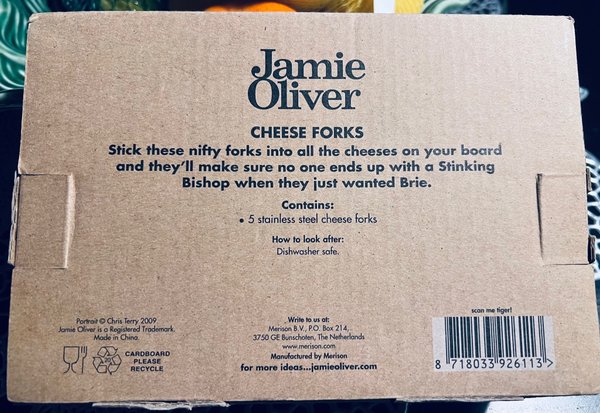 Jamie
Oliver
CHEESE FORKS
Stick these nifty forks into all the cheeses on your board
and they'll make sure no one ends up with a Stinking
Bishop when they just wanted Brie.
Contains:
• 5 stainless steel cheese forks
How to look after:
Dishwasher safe.
Portrait © Chris Terry 2009
Jamie Oliver is a Registered Trademark.
Made in China.
20
CARDBOARD
PLEASE
RECYCLE
Write to us at:
Merison B.V., P.O. Box 214,
3750 GE Bunschoten, The Netherlands
www.merison.com
Manufactured by Merison
for more ideas...jamieoliver.com
scan me tiger!
8 718033 926113 >